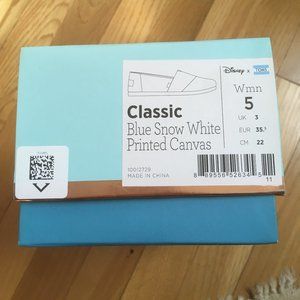 Disney x TOMS
Wmn
5
UK 3
EUR 35.5
CM 22
Classic
Blue Snow White
Printed Canvas
10012729
MADE IN CHINA
11